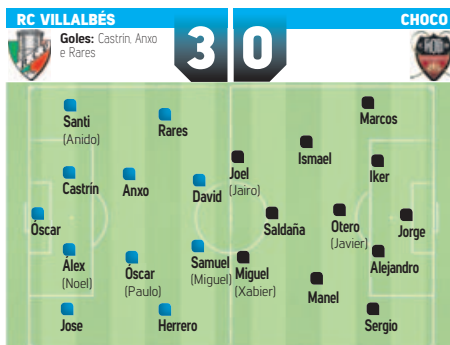 RC VILLALBÉS
CHOCO
Goles: Castrín, Anxo
e Rares
3 0
Santi
(Anido)
Rares
Marcos
Castrín
Anxo
David
Joel
(Jairo)
Ismael
Iker
Óscar
Saldaña
Otero
(Javier)
Jorge
Álex
(Noel)
Óscar
(Paulo)
Samuel
(Miguel)
Miguel
(Xabier)
Manel
Alejandro
Jose
Herrero
Sergio